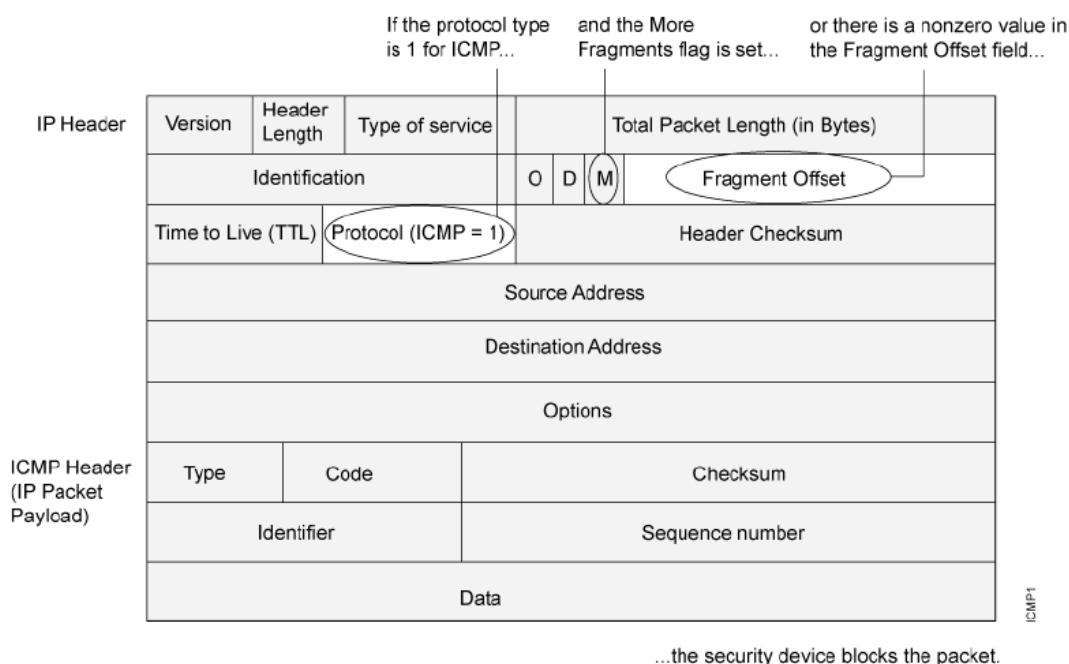 If the protocol type
is 1 for ICMP...
and the More
Fragments flag is set...
or there is a nonzero value in
the Fragment Offset field...
IP Header
Version
Header
Length
Type of service
Total Packet Length (in Bytes)
Identification
O
D
M
Fragment Offset
Time to Live (TTL)
Protocol (ICMP = 1)
Header Checksum
Source Address
Destination Address
Options
ICMP Header
(IP Packet
Payload)
Type
Code
Checksum
Identifier
Sequence number
Data
ICMP1
...the security device blocks the packet.